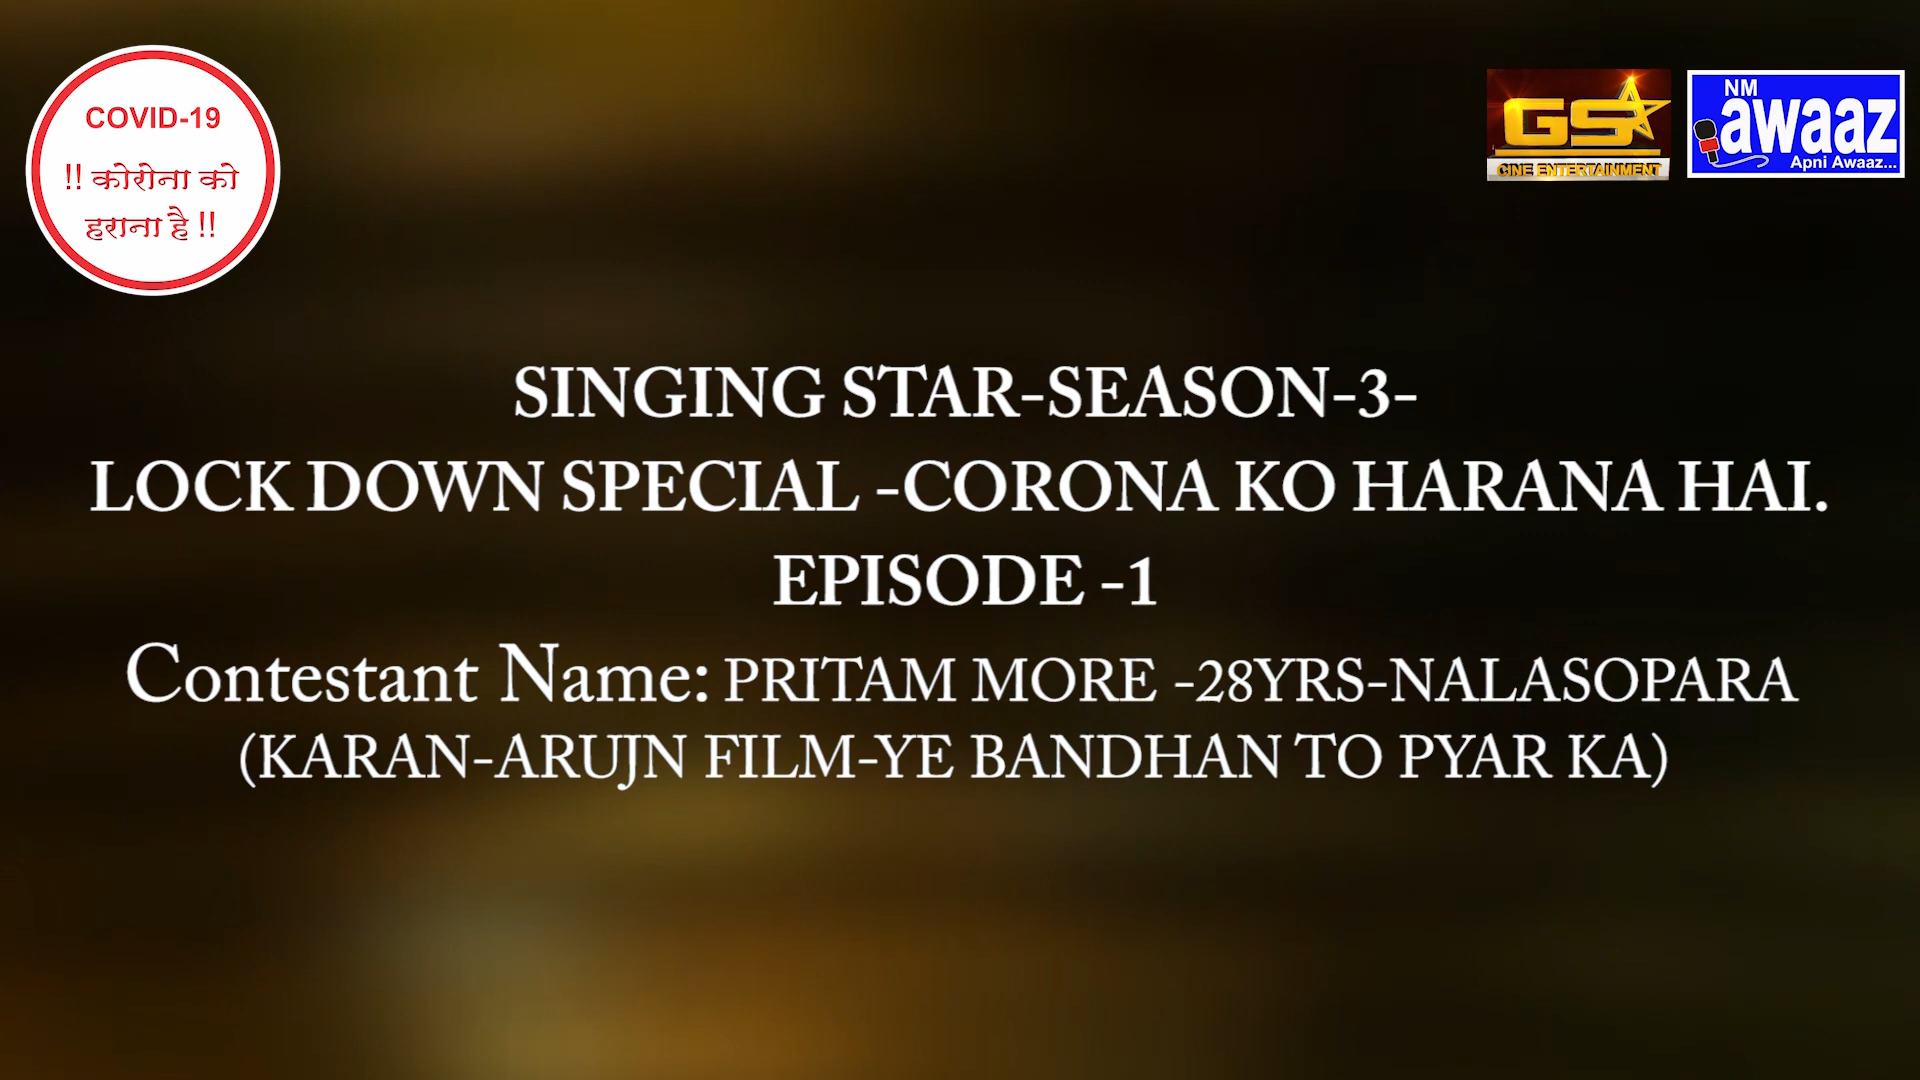 COVID-19
!! कोरोना को
हराना है !!
GS
CINE ENTERTAINMENT
NM
awaaz
Apni Awaaz...
SINGING STAR-SEASON-3-
LOCK DOWN SPECIAL -CORONA KO HARANA HAI.
EPISODE -1
Contestant Name: PRITAM MORE -28YRS-NALASOPARA
(KARAN-ARUJN FILM-YE BANDHAN TO PYAR KA)